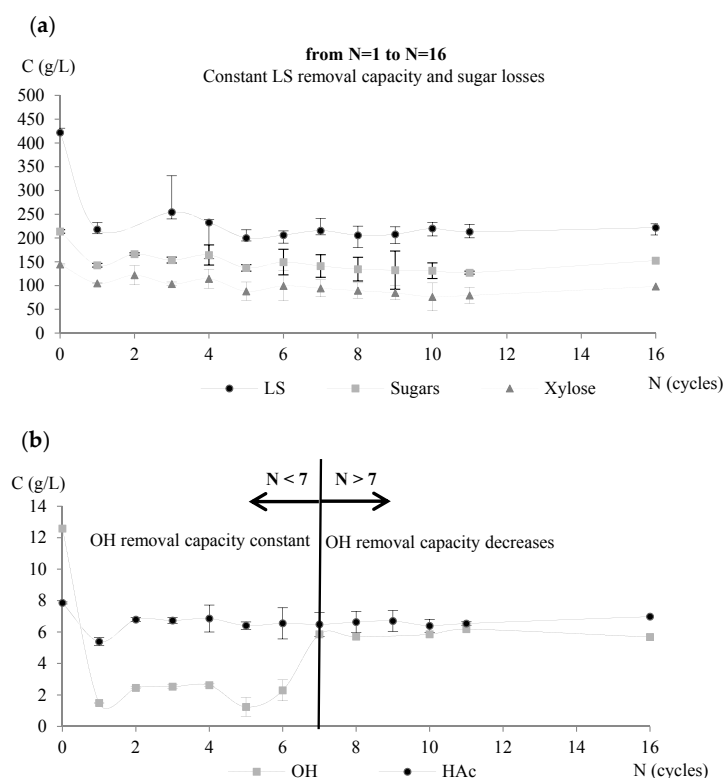 (a)
from N=1 to N=16
C (g/L)
Constant LS removal capacity and sugar losses
500
450
400
350
300
250
200
150
100
50
0
0 2 4 6 8 10 12 14 16
LS Sugars Xylose N (cycles)
(b)
C (g/L)
N < 7 N > 7
14
12
OH removal capacity constant OH removal capacity decreases
10
8
6
4
2
0
0 2 4 6 8 10 12 14 16
OH HAc N (cycles)